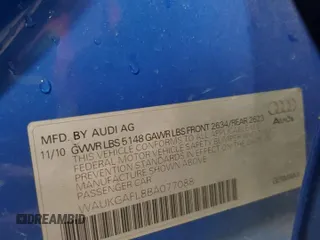 MFD. BY AUDI AG
11/10 GVWR LBS 5148 GAWR LBS FRONT 2634/REAR 2623
THIS VEHICLE CONFORMS TO ALL APPLICABLE
FEDERAL MOTOR VEHICLE SAFETY, BUMPER AND THEFT
PREVENTION STANDARDS IN EFFECT ON THE
DATE OF MANUFACTURE SHOWN ABOVE.
PASSENGER CAR
WAUKGAFL8BA077088
Audi
DREAMBID